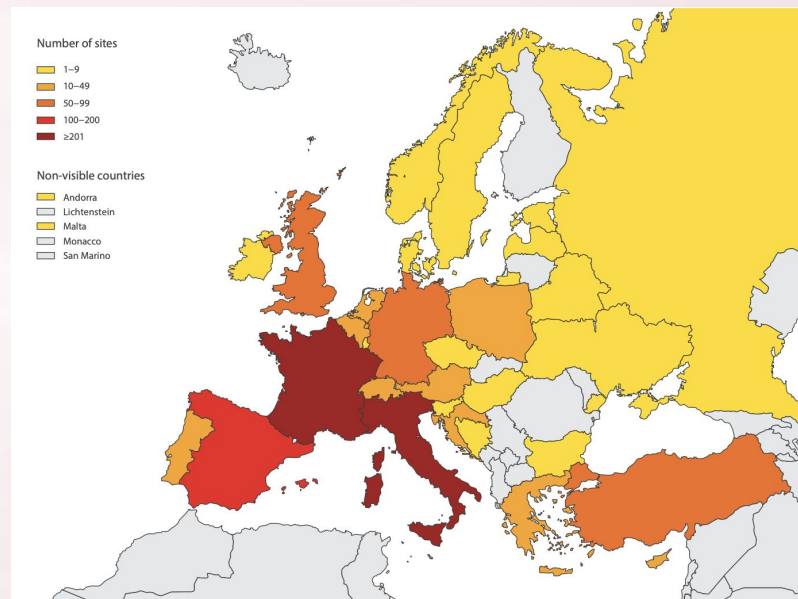 Number of sites
1–9
10–49
50–99
100–200
≥201
Non-visible countries
Andorra
Lichtenstein
Malta
Monacco
San Marino